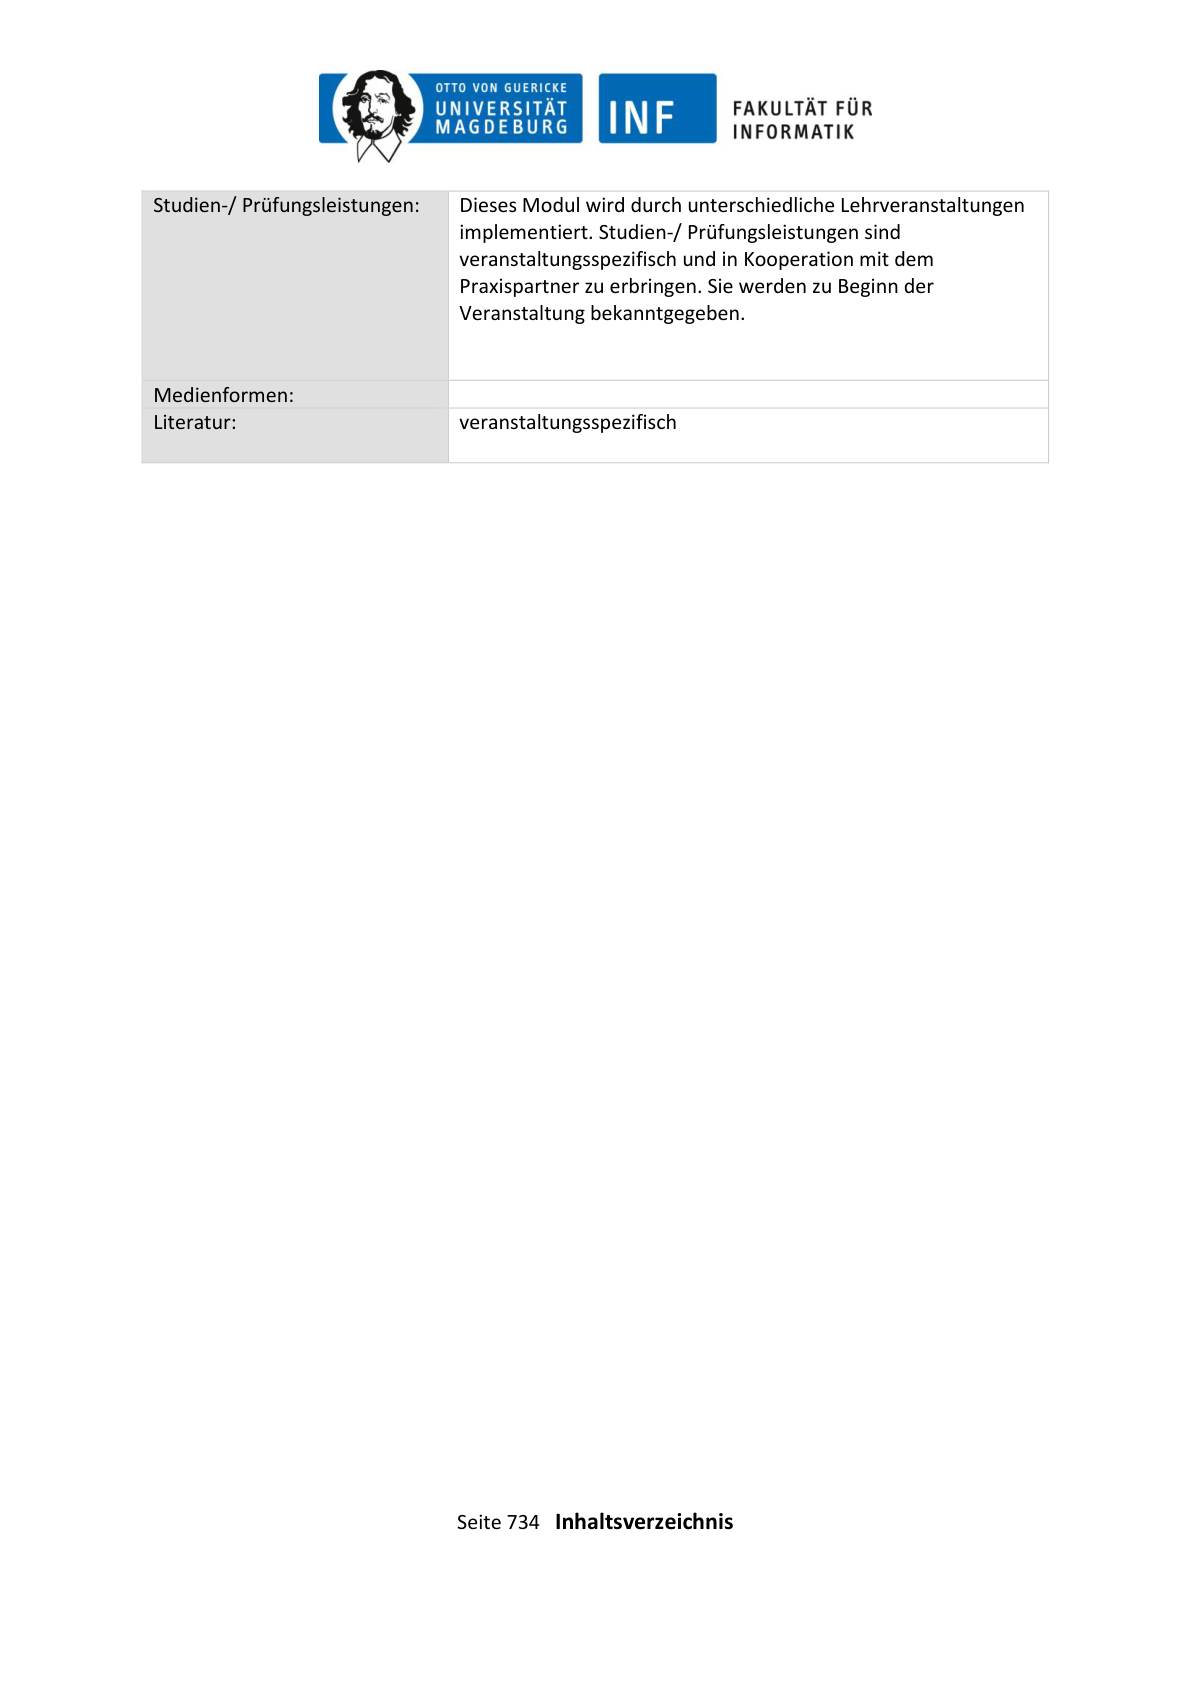 OTTO VON GUERICKE
UNIVERSITÄT
MAGDEBURG
INF
FAKULTÄT FÜR
INFORMATIK
Studien-/ Prüfungsleistungen:
Dieses Modul wird durch unterschiedliche Lehrveranstaltungen
implementiert. Studien-/ Prüfungsleistungen sind
veranstaltungsspezifisch und in Kooperation mit dem
Praxispartner zu erbringen. Sie werden zu Beginn der
Veranstaltung bekanntgegeben.
Medienformen:
Literatur:
veranstaltungsspezifisch
Seite 734 Inhaltsverzeichnis